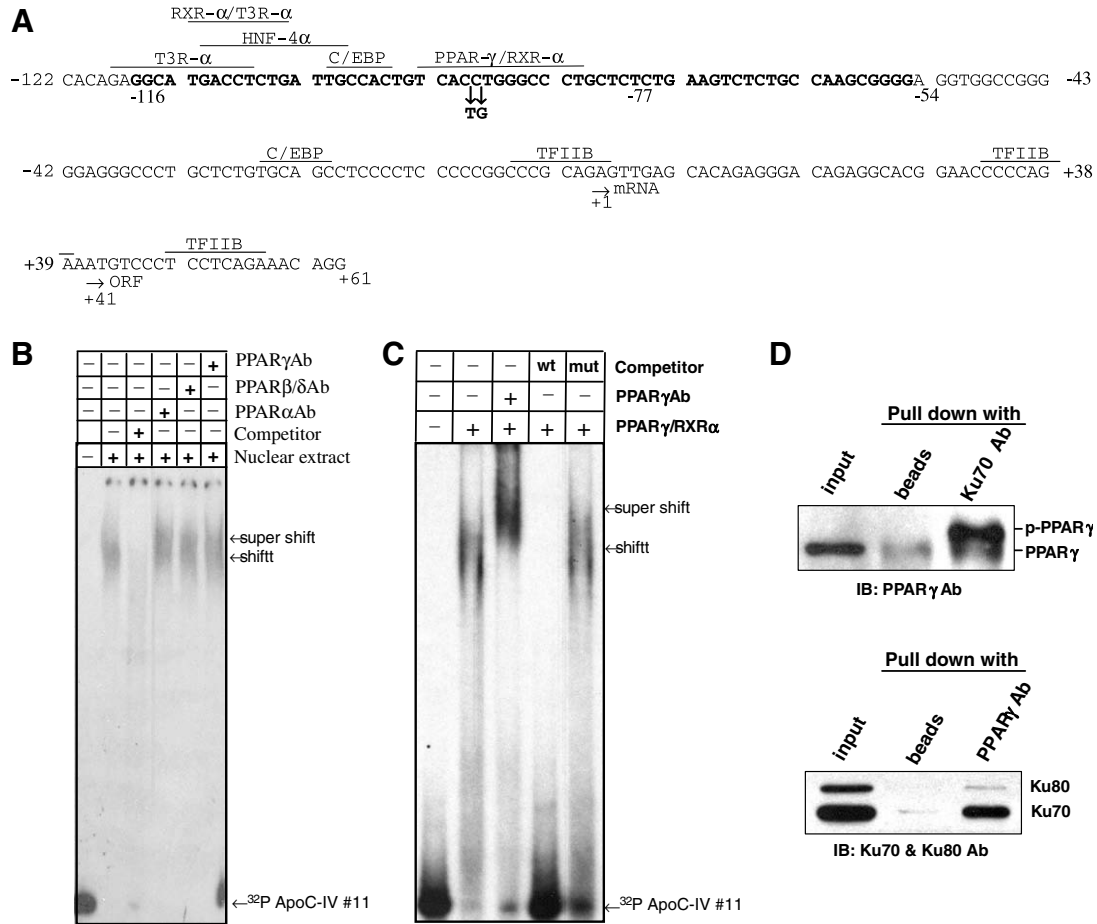 A
RXR-α/T3R-α
HNF-4α
T3R-α
C/EBP
PPAR-γ/RXR-α
-122 CACAGAGGCA TGACCTCTGA TTGCCACTGT CACCTGGGCCC CTGCTCTCTG AAGTCTCTGC CAAGCGGGGA GGTGGCCGGG -43
-116
-77
-54
TG
C/EBP
TFIIB
TFIIB
-42 GGAGGGCCCT GCTCTGTGCA GCCTCCCCTC CCCCGGCCCG CAGAGTTGAG CACAGAGGGA CAGAGGCACG GAACCCCCAG +38
→ mRNA
+1
TFIIB
+39 AAATGTCCCT CCTCAGAAAC AGG
→ ORF
+41
+61
B
– – – – – + PPARγAb
– – – – + – PPARβ/δAb
– – – + – – PPARαAb
– – + – – – Competitor
– + + + + + Nuclear extract
←super shift
←shiftt
←³²P ApoC-IV #11
C
– – – wt mut Competitor
– – + – – PPARγAb
– + + + + PPARγ/RXRα
←super shift
←shiftt
←³²P ApoC-IV #11
D
Pull down with
input
beads
Ku70 Ab
p-PPARγ
PPARγ
IB: PPARγ Ab
Pull down with
input
beads
PPARγ Ab
Ku80
Ku70
IB: Ku70 & Ku80 Ab